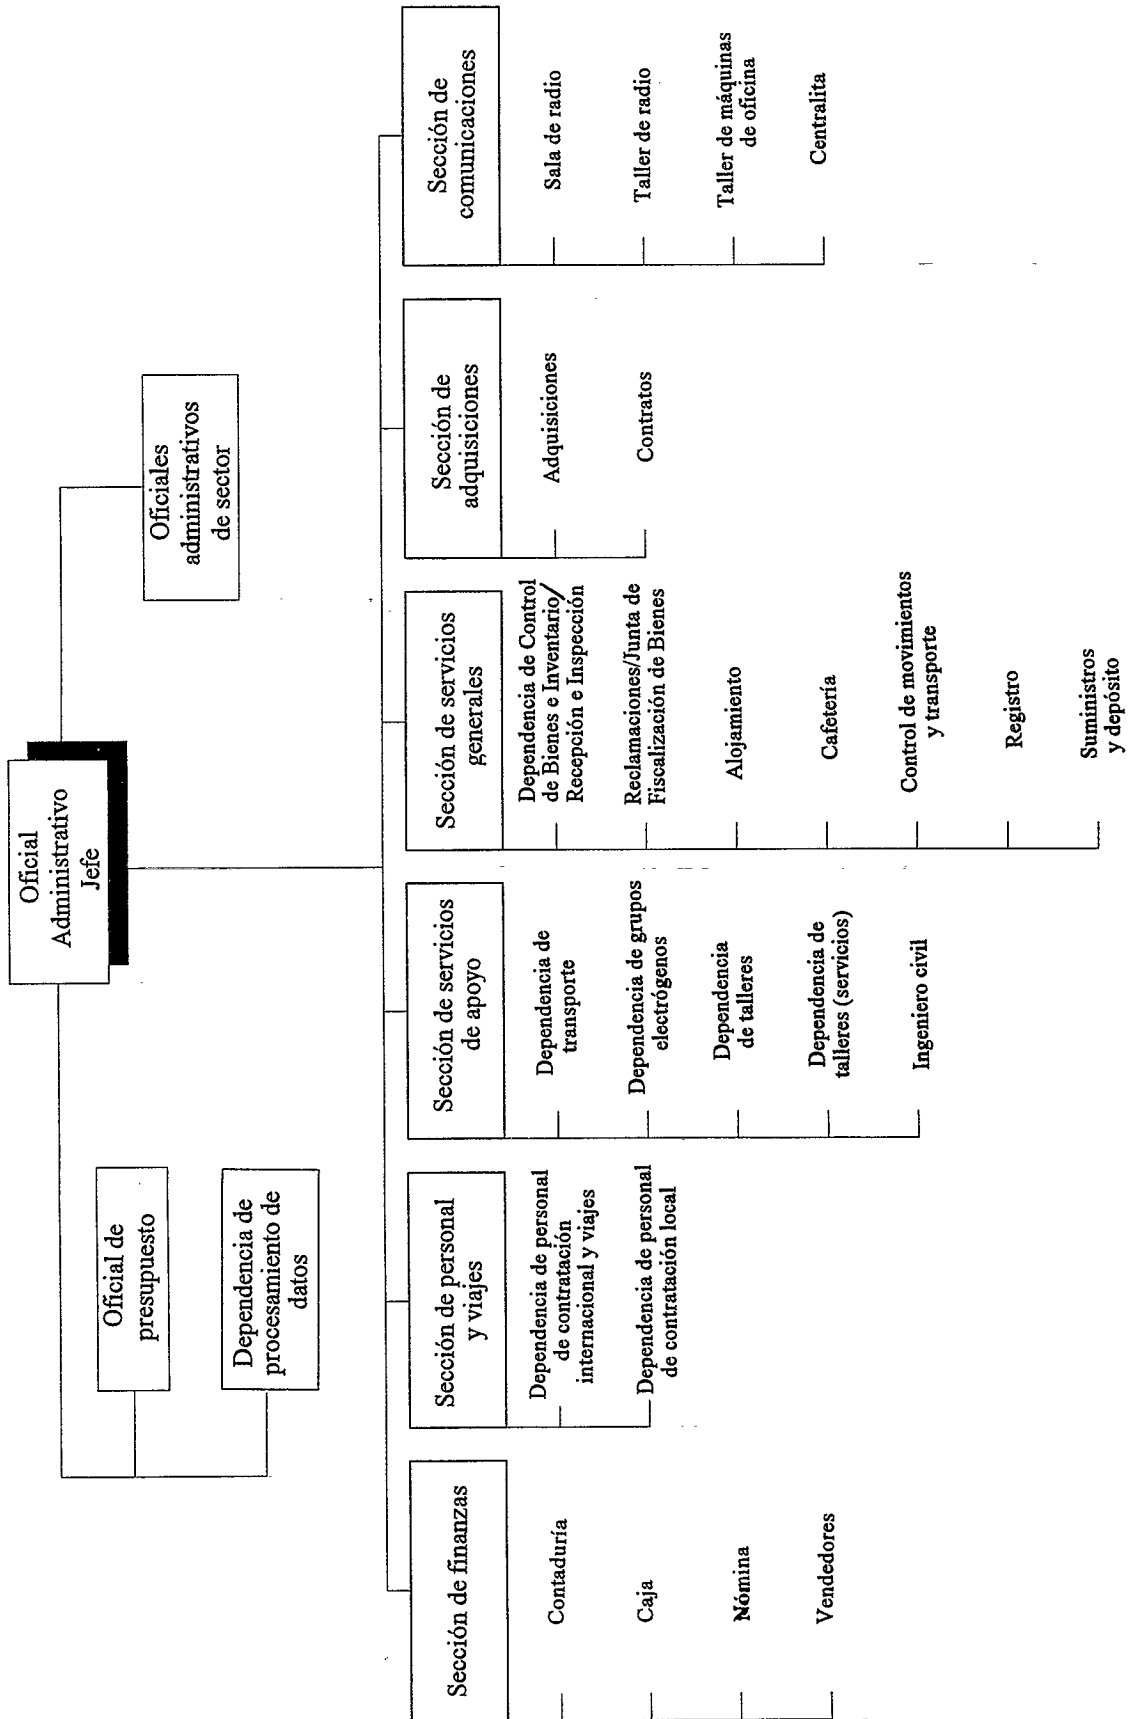 Oficial
Administrativo
Jefe
Oficial de
presupuesto
Dependencia de
procesamiento de
datos
Oficiales
administrativos
de sector
Sección de finanzas
Contaduría
Caja
Nómina
Vendedores
Sección de personal
y viajes
Dependencia de personal
de contratación
internacional y viajes
Dependencia de personal
de contratación local
Sección de servicios
de apoyo
Dependencia de
transporte
Dependencia de grupos
electrógenos
Dependencia
de talleres
Dependencia de
talleres (servicios)
Ingeniero civil
Sección de servicios
generales
Dependencia de Control
de Bienes e Inventario/
Recepción e Inspección
Reclamaciones/Junta de
Fiscalización de Bienes
Alojamiento
Cafetería
Control de movimientos
y transporte
Registro
Suministros
y depósito
Sección de
adquisiciones
Adquisiciones
Contratos
Sección de
comunicaciones
Sala de radio
Taller de radio
Taller de máquinas
de oficina
Centralita